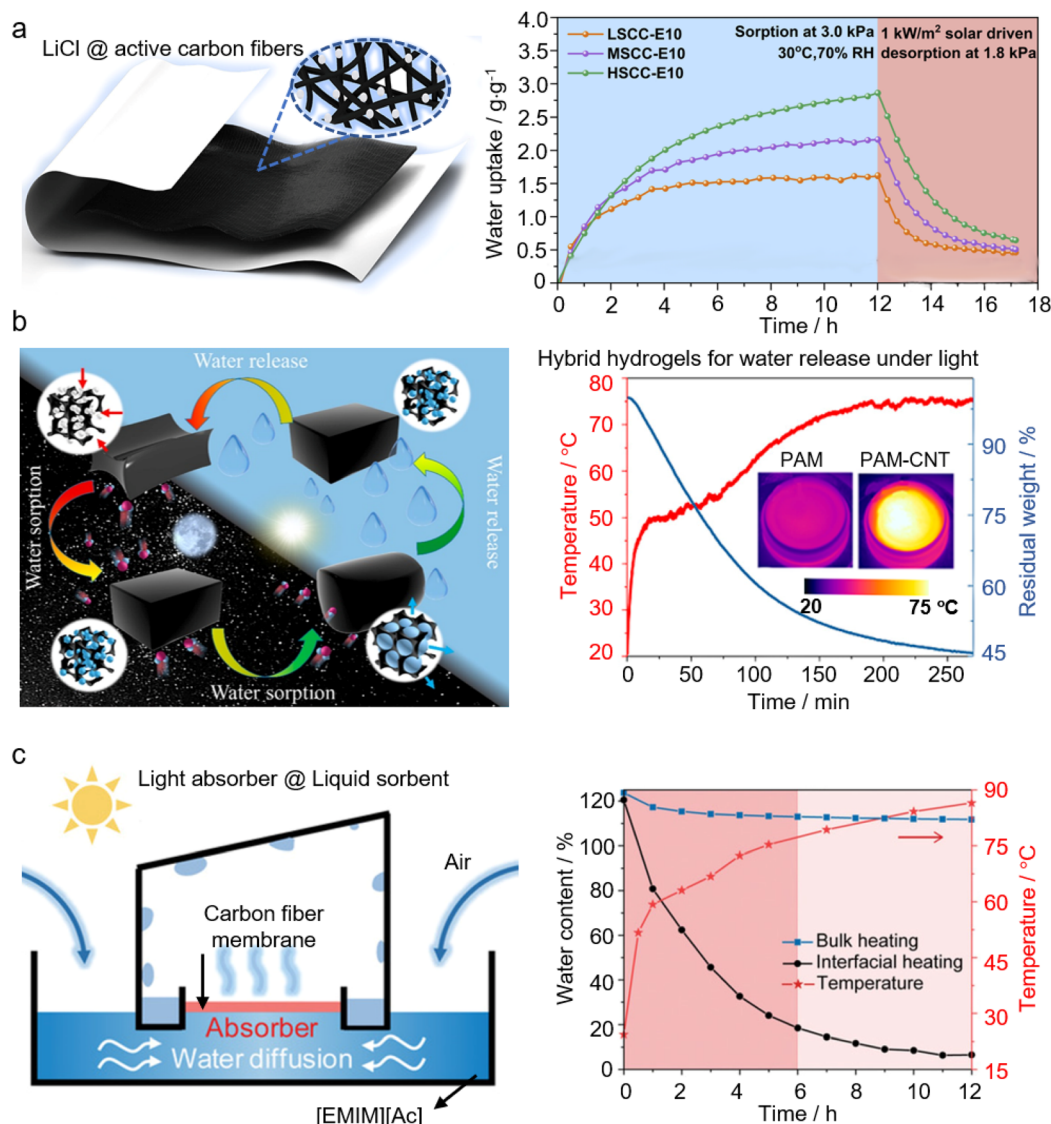 a
LiCl @ active carbon fibers
4.0
3.5
3.0
2.5
2.0
1.5
1.0
0.5
0
Water uptake / g·g⁻¹
LSCC-E10
MSCC-E10
HSCC-E10
Sorption at 3.0 kPa
30°C,70% RH
1 kW/m² solar driven
desorption at 1.8 kPa
0 2 4 6 8 10 12 14 16 18
Time / h
b
Water release
Water sorption
Water release
Water sorption
Hybrid hydrogels for water release under light
80
70
60
50
40
30
20
Temperature / °C
PAM
PAM-CNT
20
75 °C
90
75
60
45
Residual weight / %
0 50 100 150 200 250
Time / min
c
Light absorber @ Liquid sorbent
Air
Carbon fiber
membrane
Absorber
Water diffusion
[EMIM][Ac]
120
100
80
60
40
20
0
Water content / %
Bulk heating
Interfacial heating
Temperature
90
75
60
45
30
15
Temperature / °C
0 2 4 6 8 10 12
Time / h